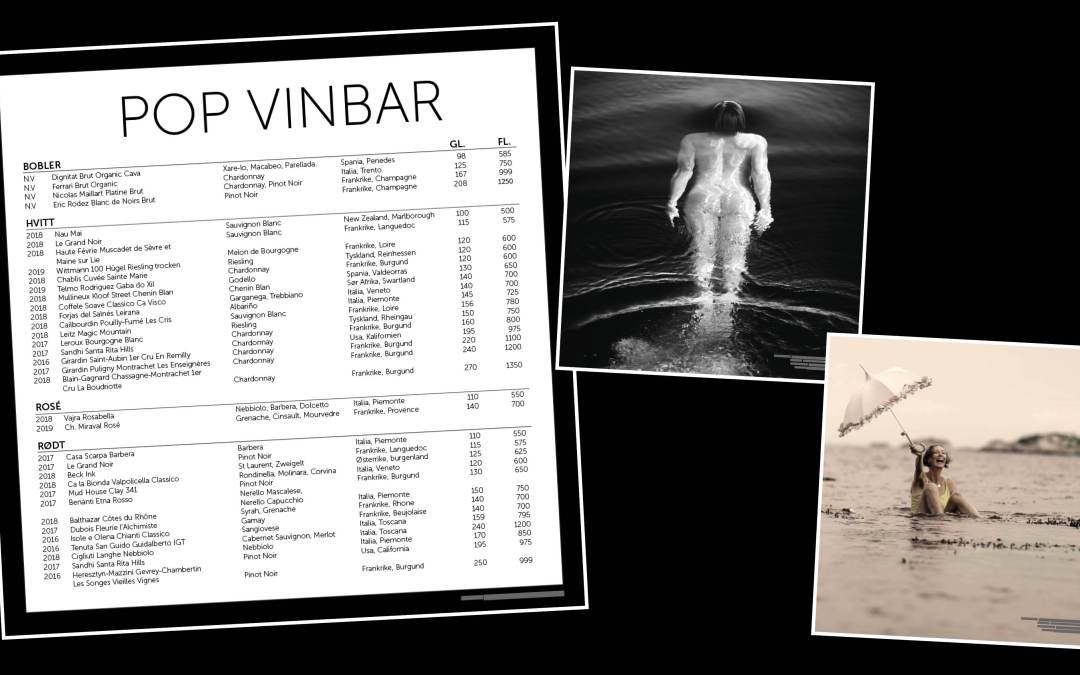 POP VINBAR
BOBLER GL. FL.
N.V Dignitat Brut Organic Cava Xare-lo, Macabeo, Parellada. Spania, Penedes 98 585
N.V Ferrari Brut Organic Chardonnay Italia, Trento 125 750
N.V Nicolas Maillart Platine Brut Chardonnay, Pinot Noir Frankrike, Champagne 167 999
N.V Eric Rodez Blanc de Noirs Brut Pinot Noir Frankrike, Champagne 208 1250
HVITT
2018 Nau Mai Sauvignon Blanc New Zealand, Marlborough 100 500
2018 Le Grand Noir Sauvignon Blanc Frankrike, Languedoc 115 575
2018 Haute Févrie Muscadet de Sèvre et
Maine sur Lie Melon de Bourgogne Frankrike, Loire 120 600
2019 Wittmann 100 Hügel Riesling trocken Riesling Tyskland, Reinhessen 120 600
2018 Chablis Cuvée Sainte Marie Chardonnay Frankrike, Burgund 120 600
2019 Telmo Rodriguez Gaba do Xil Godello Spania, Valdeorras 130 650
2018 Mullineux Kloof Street Chenin Blan Chenin Blan Sør Afrika, Swartland 140 700
2018 Coffele Soave Classico Ca Visco Garganega, Trebbiano Italia, Veneto 140 700
2018 Forjas del Salnés Leirana Albariño Italia, Piemonte 145 725
2018 Cailbourdin Pouilly-Fumé Les Cris Sauvignon Blanc Frankrike, Loire 156 780
2018 Leitz Magic Mountain Riesling Tyskland, Rheingau 150 750
2017 Leroux Bourgogne Blanc Chardonnay Frankrike, Burgund 160 800
2017 Sandhi Santa Rita Hills Chardonnay Usa, Kalifornien 195 975
2016 Girardin Saint-Aubin 1er Cru En Remilly Chardonnay Frankrike, Burgund 220 1100
2017 Girardin Puligny Montrachet Les Enseignères Chardonnay Frankrike, Burgund 240 1200
2018 Blain-Gagnard Chassagne-Montrachet 1er
Cru La Boudriotte Chardonnay Frankrike, Burgund 270 1350
ROSÉ
2018 Vajra Rosabella Nebbiolo, Barbera, Dolcetto Italia, Piemonte 110 550
2019 Ch. Miraval Rosé Grenache, Cinsault, Mourvedre Frankrike, Provence 140 700
RØDT
2017 Casa Scarpa Barbera Barbera Italia, Piemonte 110 550
2017 Le Grand Noir Pinot Noir Frankrike, Languedoc 115 575
2018 Beck Ink St Laurent, Zweigelt Østerrike, burgenland 125 625
2018 Ca la Bionda Valpolicella Classico Rondinella, Molinara, Corvina Italia, Veneto 120 600
2017 Mud House Clay 341 Pinot Noir Frankrike, Burgund 130 650
2017 Benanti Etna Rosso Nerello Mascalese,
Nerello Capucchio Italia, Piemonte 150 750
2018 Balthazar Côtes du Rhône Syrah, Grenache Frankrike, Rhone 140 700
2017 Dubois Fleurie l'Alchimiste Gamay Frankrike, Beujolaise 140 700
2016 Isole e Olena Chianti Classico Sangiovese Italia, Toscana 159 795
2016 Tenuta San Guido Guidalberto IGT Cabernet Sauvignon, Merlot Italia, Toscana 240 1200
2018 Cigliuti Langhe Nebbiolo Nebbiolo Italia, Piemonte 170 850
2017 Sandhi Santa Rita Hills Pinot Noir Usa, California 195 975
2016 Heresztyn-Mazzini Gevrey-Chambertin
Les Songes Vieilles Vignes Pinot Noir Frankrike, Burgund 250 999